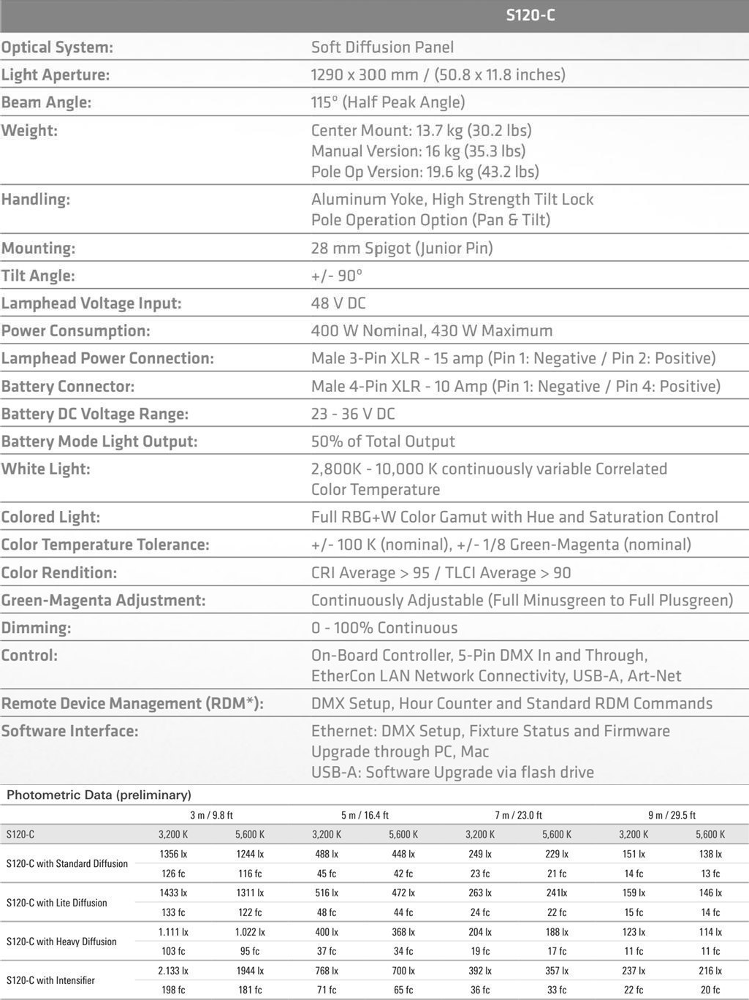 S120-C
Optical System: Soft Diffusion Panel
Light Aperture: 1290 x 300 mm / (50.8 x 11.8 inches)
Beam Angle: 115° (Half Peak Angle)
Weight: Center Mount: 13.7 kg (30.2 lbs)
Manual Version: 16 kg (35.3 lbs)
Pole Op Version: 19.6 kg (43.2 lbs)
Handling: Aluminum Yoke, High Strength Tilt Lock
Pole Operation Option (Pan & Tilt)
Mounting: 28 mm Spigot (Junior Pin)
Tilt Angle: +/- 90°
Lamphead Voltage Input: 48 V DC
Power Consumption: 400 W Nominal, 430 W Maximum
Lamphead Power Connection: Male 3-Pin XLR - 15 amp (Pin 1: Negative / Pin 2: Positive)
Battery Connector: Male 4-Pin XLR - 10 Amp (Pin 1: Negative / Pin 4: Positive)
Battery DC Voltage Range: 23 - 36 V DC
Battery Mode Light Output: 50% of Total Output
White Light: 2,800K - 10,000 K continuously variable Correlated
Color Temperature
Colored Light: Full RBG+W Color Gamut with Hue and Saturation Control
Color Temperature Tolerance: +/- 100 K (nominal), +/- 1/8 Green-Magenta (nominal)
Color Rendition: CRI Average > 95 / TLCI Average > 90
Green-Magenta Adjustment: Continuously Adjustable (Full Minusgreen to Full Plusgreen)
Dimming: 0 - 100% Continuous
Control: On-Board Controller, 5-Pin DMX In and Through,
EtherCon LAN Network Connectivity, USB-A, Art-Net
Remote Device Management (RDM*): DMX Setup, Hour Counter and Standard RDM Commands
Software Interface: Ethernet: DMX Setup, Fixture Status and Firmware
Upgrade through PC, Mac
USB-A: Software Upgrade via flash drive
Photometric Data (preliminary)
3 m / 9.8 ft 5 m / 16.4 ft 7 m / 23.0 ft 9 m / 29.5 ft
S120-C 3,200 K 5,600 K 3,200 K 5,600 K 3,200 K 5,600 K 3,200 K 5,600 K
S120-C with Standard Diffusion 1356 lx 1244 lx 488 lx 448 lx 249 lx 229 lx 151 lx 138 lx
126 fc 116 fc 45 fc 42 fc 23 fc 21 fc 14 fc 13 fc
S120-C with Lite Diffusion 1433 lx 1311 lx 516 lx 472 lx 263 lx 241lx 159 lx 146 lx
133 fc 122 fc 48 fc 44 fc 24 fc 22 fc 15 fc 14 fc
S120-C with Heavy Diffusion 1.111 lx 1.022 lx 400 lx 368 lx 204 lx 188 lx 123 lx 114 lx
103 fc 95 fc 37 fc 34 fc 19 fc 17 fc 11 fc 11 fc
S120-C with Intensifier 2.133 lx 1944 lx 768 lx 700 lx 392 lx 357 lx 237 lx 216 lx
198 fc 181 fc 71 fc 65 fc 36 fc 33 fc 22 fc 20 fc